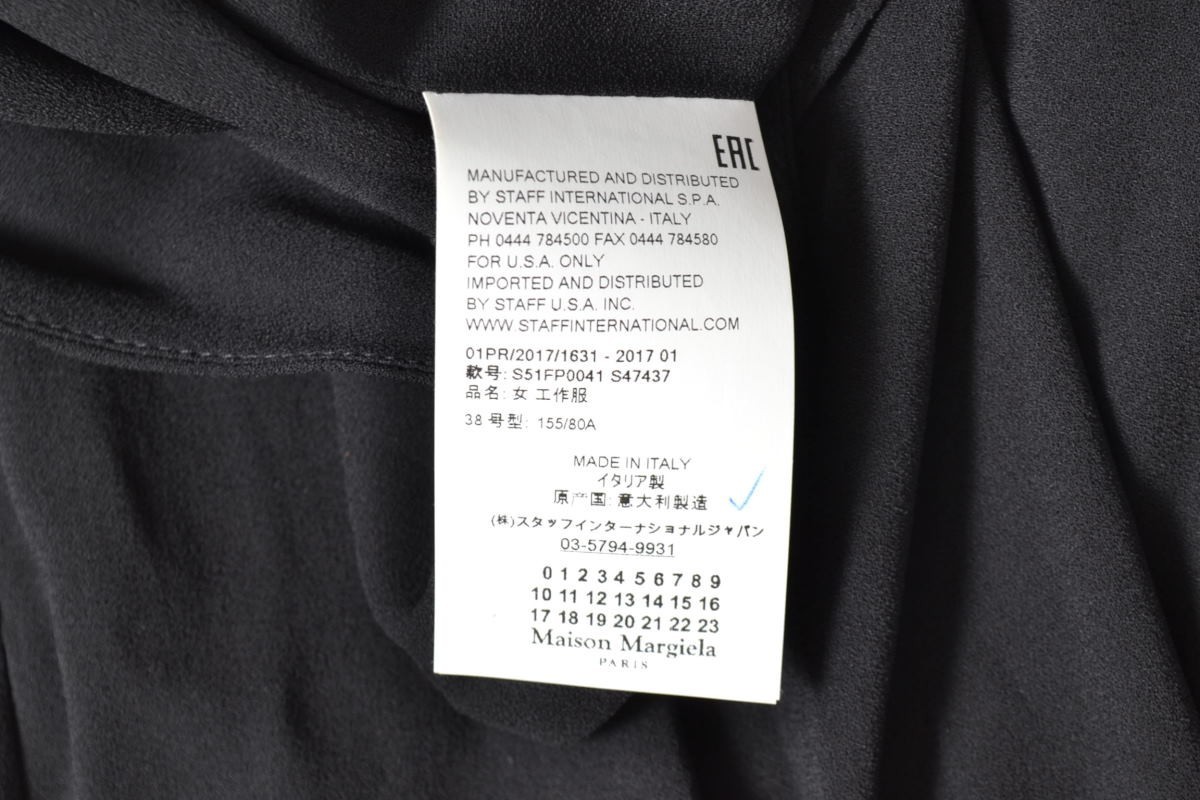 EAC
MANUFACTURED AND DISTRIBUTED
BY STAFF INTERNATIONAL S.P.A.
NOVENTA VICENTINA - ITALY
PH 0444 784500 FAX 0444 784580
FOR U.S.A. ONLY
IMPORTED AND DISTRIBUTED
BY STAFF U.S.A. INC.
WWW.STAFFINTERNATIONAL.COM
01PR/2017/1631 - 2017 01
款号: S51FP0041 S47437
品名: 女 工作服
38 号型: 155/80A
MADE IN ITALY
イタリア製
原产国: 意大利製造
(株)スタッフインターナショナルジャパン
03-5794-9931
0 1 2 3 4 5 6 7 8 9
10 11 12 13 14 15 16
17 18 19 20 21 22 23
Maison Margiela
PARIS